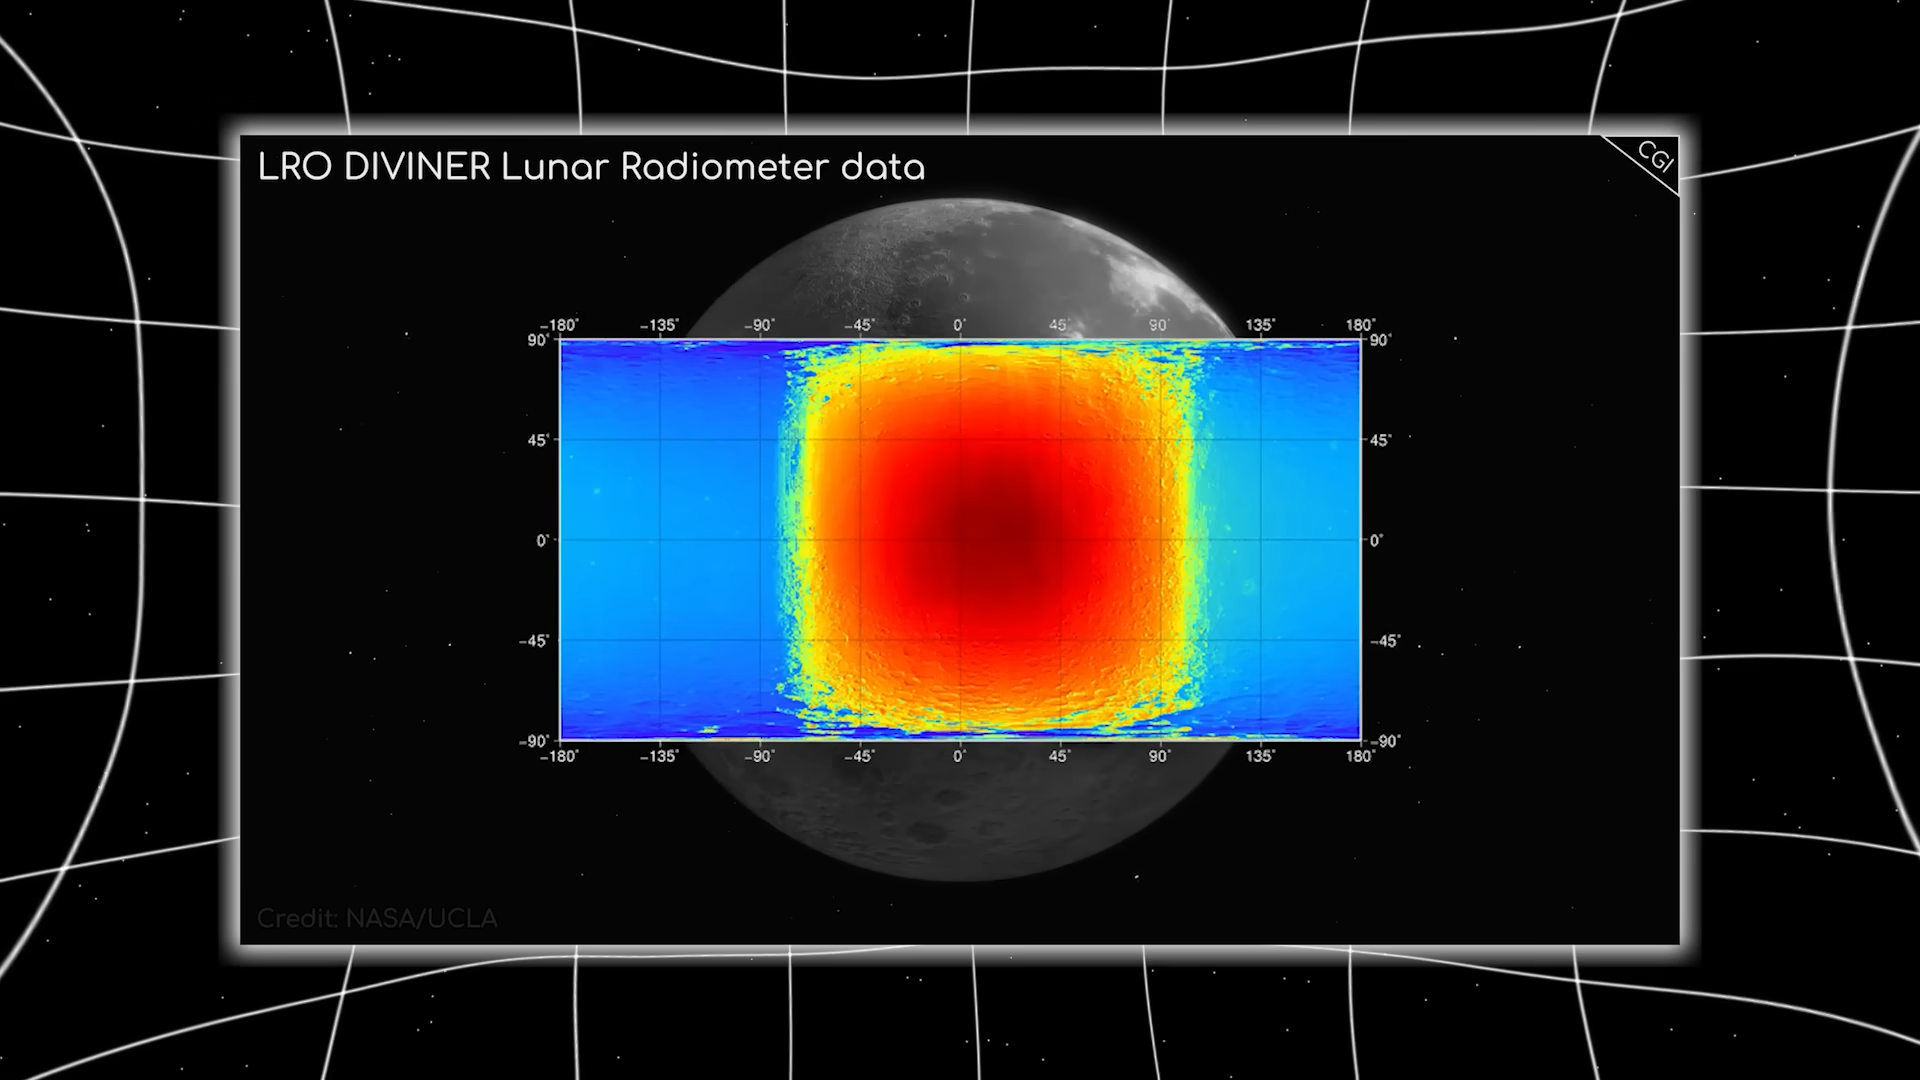 LRO DIVINER Lunar Radiometer data
CGI
-180° -135° -90° -45° 0° 45° 90° 135° 180°
90° 90°
45° 45°
0° 0°
-45° -45°
-90° -90°
-180° -135° -90° -45° 0° 45° 90° 135° 180°
Credit: NASA/UCLA